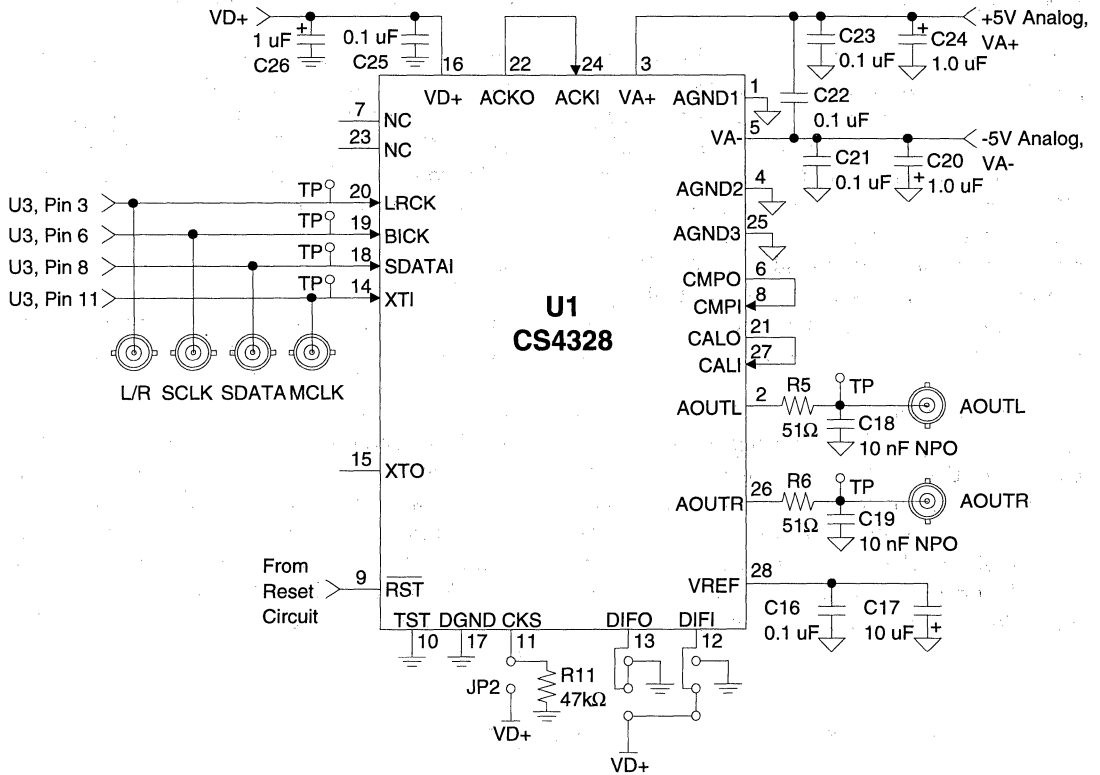 VD+
1 uF
C26
+
0.1 uF
C25
16
22
24
3
C23
0.1 uF
+
C24
1.0 uF
+5V Analog,
VA+
VD+
ACKO
ACKI
VA+
AGND1
1
C22
0.1 uF
7
NC
23
NC
VA-
5
C21
0.1 uF
C20
+
1.0 uF
-5V Analog,
VA-
AGND2
4
U3, Pin 3
TP
20
LRCK
U3, Pin 6
TP
19
BICK
AGND3
25
U3, Pin 8
TP
18
SDATAI
U3, Pin 11
TP
14
XTI
CMPO
6
CMPI
8
U1
CS4328
CALO
21
CALI
27
L/R
SCLK
SDATA
MCLK
AOUTL
2
R5
51Ω
TP
C18
10 nF NPO
AOUTL
15
XTO
AOUTR
26
R6
51Ω
TP
C19
10 nF NPO
AOUTR
From
Reset
Circuit
9
RST
VREF
28
C16
0.1 uF
C17
10 uF
+
TST
DGND
CKS
DIFO
DIFI
10
17
11
13
12
JP2
R11
47kΩ
VD+
VD+